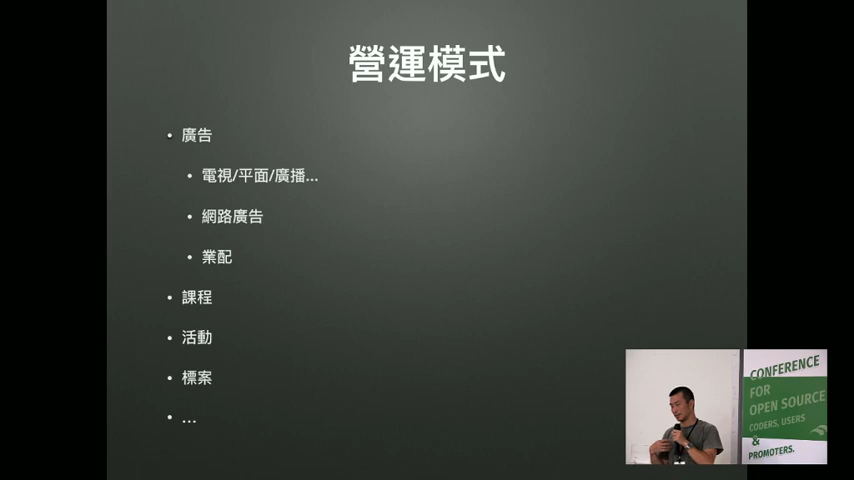 營運模式
• 廣告
• 電視/平面/廣播...
• 網路廣告
• 業配
• 課程
• 活動
• 標案
• ...
CONFERENCE
FOR
OPEN SOURCE
CODERS, USERS
&
PROMOTERS.